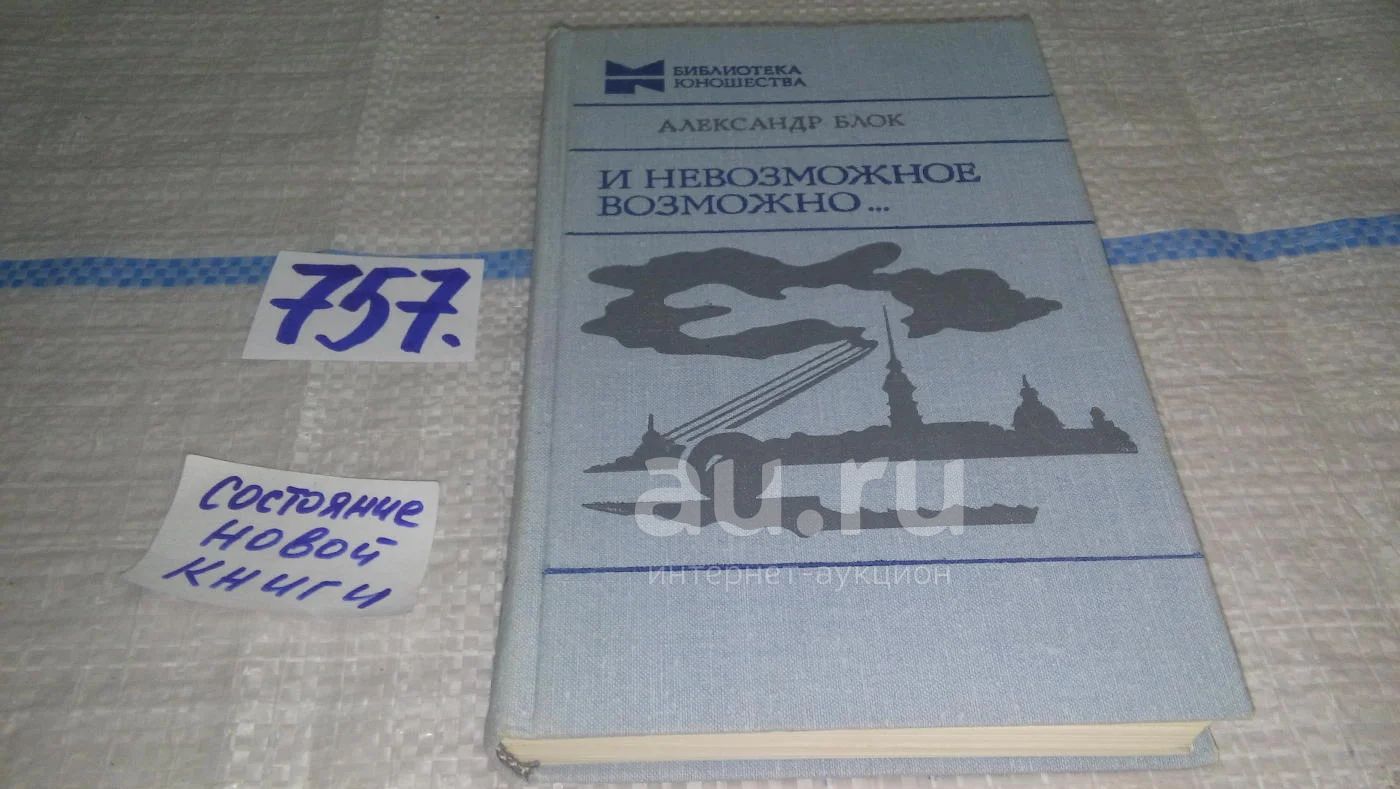 БИБЛИОТЕКА
ЮНОШЕСТВА
АЛЕКСАНДР БЛОК
И НЕВОЗМОЖНОЕ
ВОЗМОЖНО...
757.
СОСТОЯНИЕ
НОВОЙ
КНИГИ
au.ru
интернет-аукцион